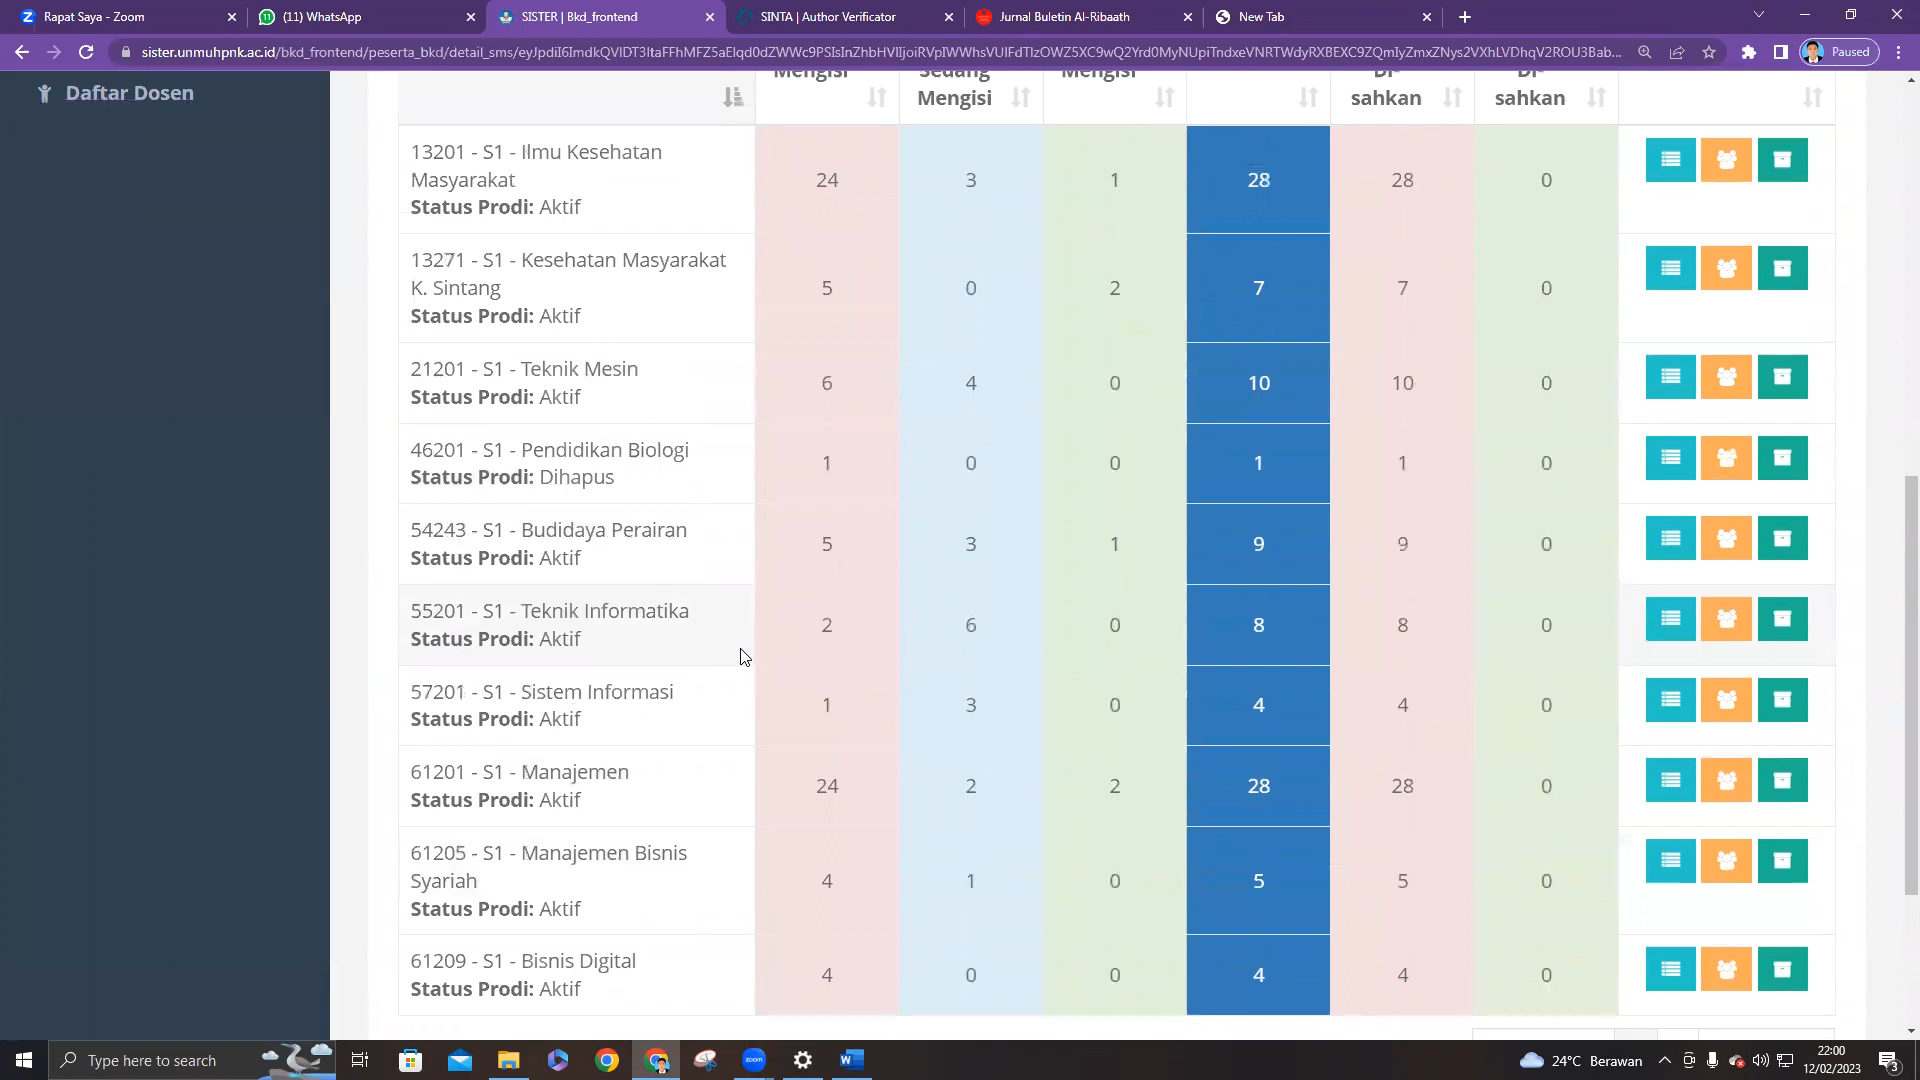 Rapat Saya - Zoom
(11) WhatsApp
SISTER | Bkd_frontend
SINTA | Author Verificator
Jurnal Buletin Al-Ribaath
New Tab
sister.unmuhpnk.ac.id/bkd_frontend/peserta_bkd/detail_sms/
Paused
Daftar Dosen
Mengisi
Sedang
Mengisi
Mengisi
Di-
sahkan
Di-
sahkan
13201 - S1 - Ilmu Kesehatan
Masyarakat
Status Prodi: Aktif
24 3 1 28 28 0
13271 - S1 - Kesehatan Masyarakat
K. Sintang
Status Prodi: Aktif
5 0 2 7 7 0
21201 - S1 - Teknik Mesin
Status Prodi: Aktif
6 4 0 10 10 0
46201 - S1 - Pendidikan Biologi
Status Prodi: Dihapus
1 0 0 1 1 0
54243 - S1 - Budidaya Perairan
Status Prodi: Aktif
5 3 1 9 9 0
55201 - S1 - Teknik Informatika
Status Prodi: Aktif
2 6 0 8 8 0
57201 - S1 - Sistem Informasi
Status Prodi: Aktif
1 3 0 4 4 0
61201 - S1 - Manajemen
Status Prodi: Aktif
24 2 2 28 28 0
61205 - S1 - Manajemen Bisnis
Syariah
Status Prodi: Aktif
4 1 0 5 5 0
61209 - S1 - Bisnis Digital
Status Prodi: Aktif
4 0 0 4 4 0
Type here to search
zoom
24°C Berawan
22:00
12/02/2023
3